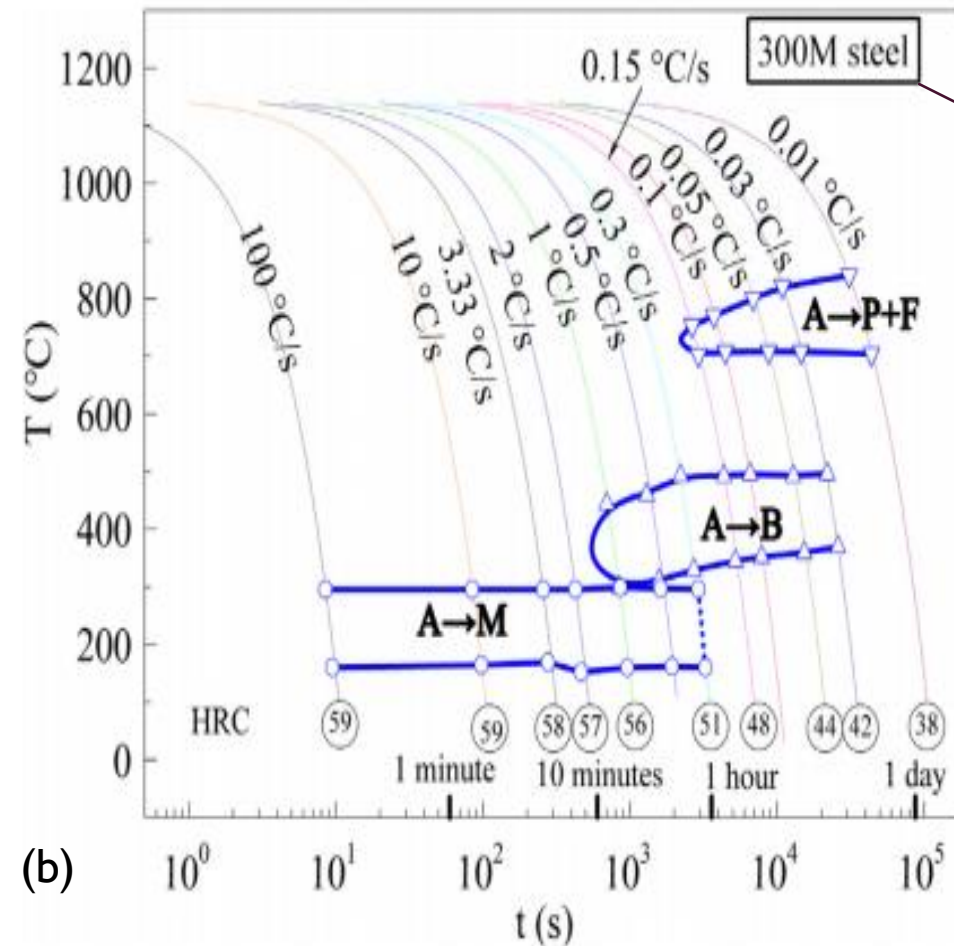 300M steel
0.15 °C/s
100 °C/s
10 °C/s
3.33 °C/s
2 °C/s
1 °C/s
0.5 °C/s
0.3 °C/s
0.1 °C/s
0.05 °C/s
0.03 °C/s
0.01 °C/s
1200
1000
800
600
400
200
0
T (°C)
A→P+F
A→B
A→M
HRC
59
59
58
57
56
51
48
44
42
38
1 minute
10 minutes
1 hour
1 day
(b)
10⁰
10¹
10²
10³
10⁴
10⁵
t (s)